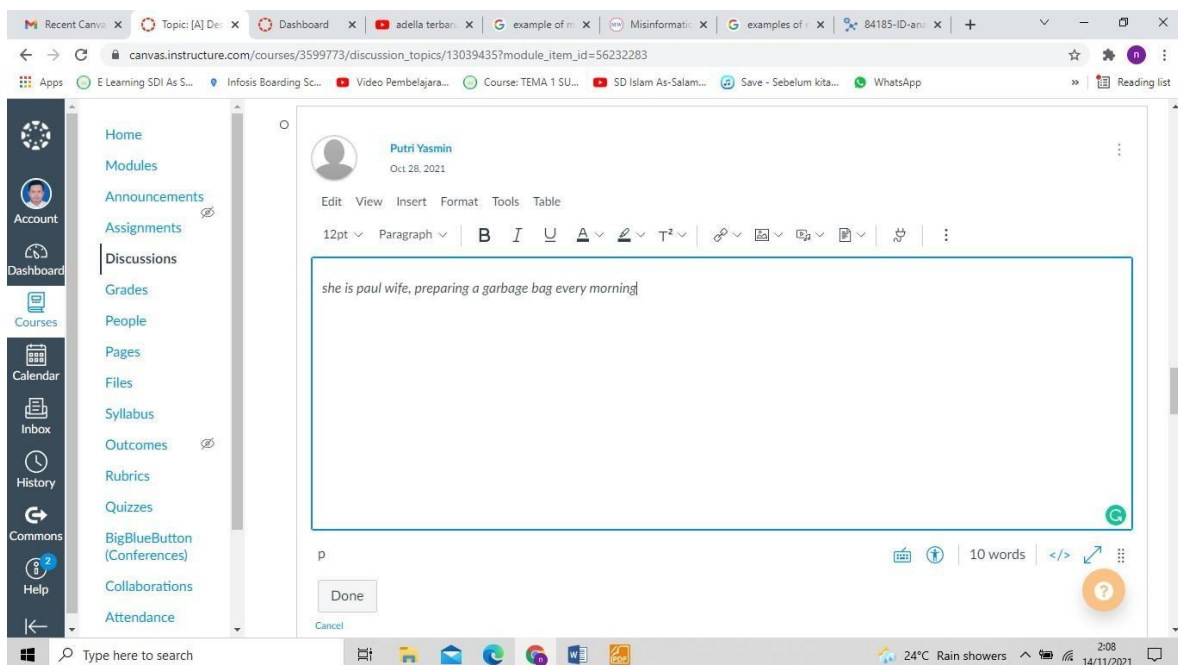 Recent Canva
Topic: [A] Des
Dashboard
adella terban
example of m
Misinformatic
examples of m
84185-ID-ana
canvas.instructure.com/courses/3599773/discussion_topics/13039435?module_item_id=56232283
Apps
E Learning SDI As S...
Infosis Boarding Sc...
Video Pembelajara...
Course: TEMA 1 SU...
SD Islam As-Salam...
Save - Sebelum kita...
WhatsApp
»
Reading list
Account
Dashboard
Courses
Calendar
Inbox
History
Commons
2
Help
Home
Modules
Announcements
Assignments
Discussions
Grades
People
Pages
Files
Syllabus
Outcomes
Rubrics
Quizzes
BigBlueButton
(Conferences)
Collaborations
Attendance
Putri Yasmin
Oct 28, 2021
Edit View Insert Format Tools Table
12pt Paragraph B I U A T²
she is paul wife, preparing a garbage bag every morning
p
10 words </>
Done
Cancel
Type here to search
24°C Rain showers
2:08
14/11/2021